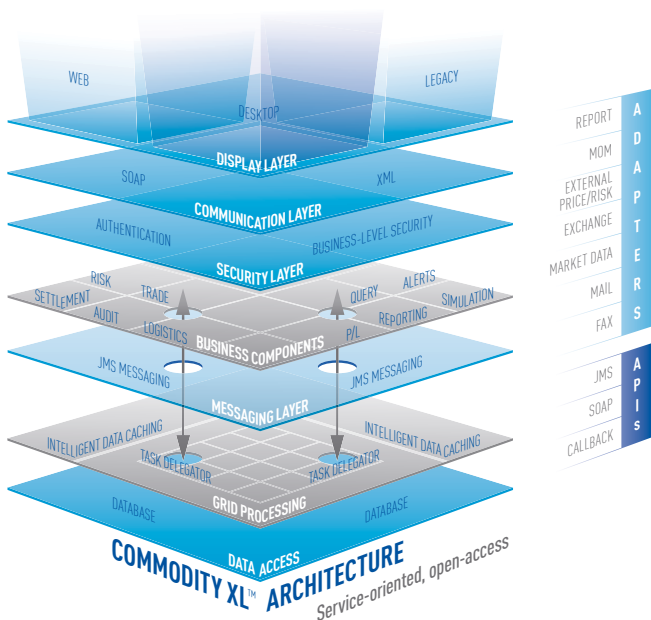 WEB
LEGACY
DESKTOP
DISPLAY LAYER
SOAP
XML
COMMUNICATION LAYER
AUTHENTICATION
BUSINESS-LEVEL SECURITY
SECURITY LAYER
RISK
TRADE
SETTLEMENT
AUDIT
LOGISTICS
QUERY
ALERTS
SIMULATION
REPORTING
P/L
BUSINESS COMPONENTS
JMS MESSAGING
JMS MESSAGING
MESSAGING LAYER
INTELLIGENT DATA CACHING
INTELLIGENT DATA CACHING
TASK DELEGATOR
TASK DELEGATOR
GRID PROCESSING
DATABASE
DATABASE
DATA ACCESS
COMMODITY XL™ ARCHITECTURE
Service-oriented, open-access
REPORT
MOM
EXTERNAL
PRICE/RISK
EXCHANGE
MARKET DATA
MAIL
FAX
ADAPTERS
JMS
SOAP
CALLBACK
APIs